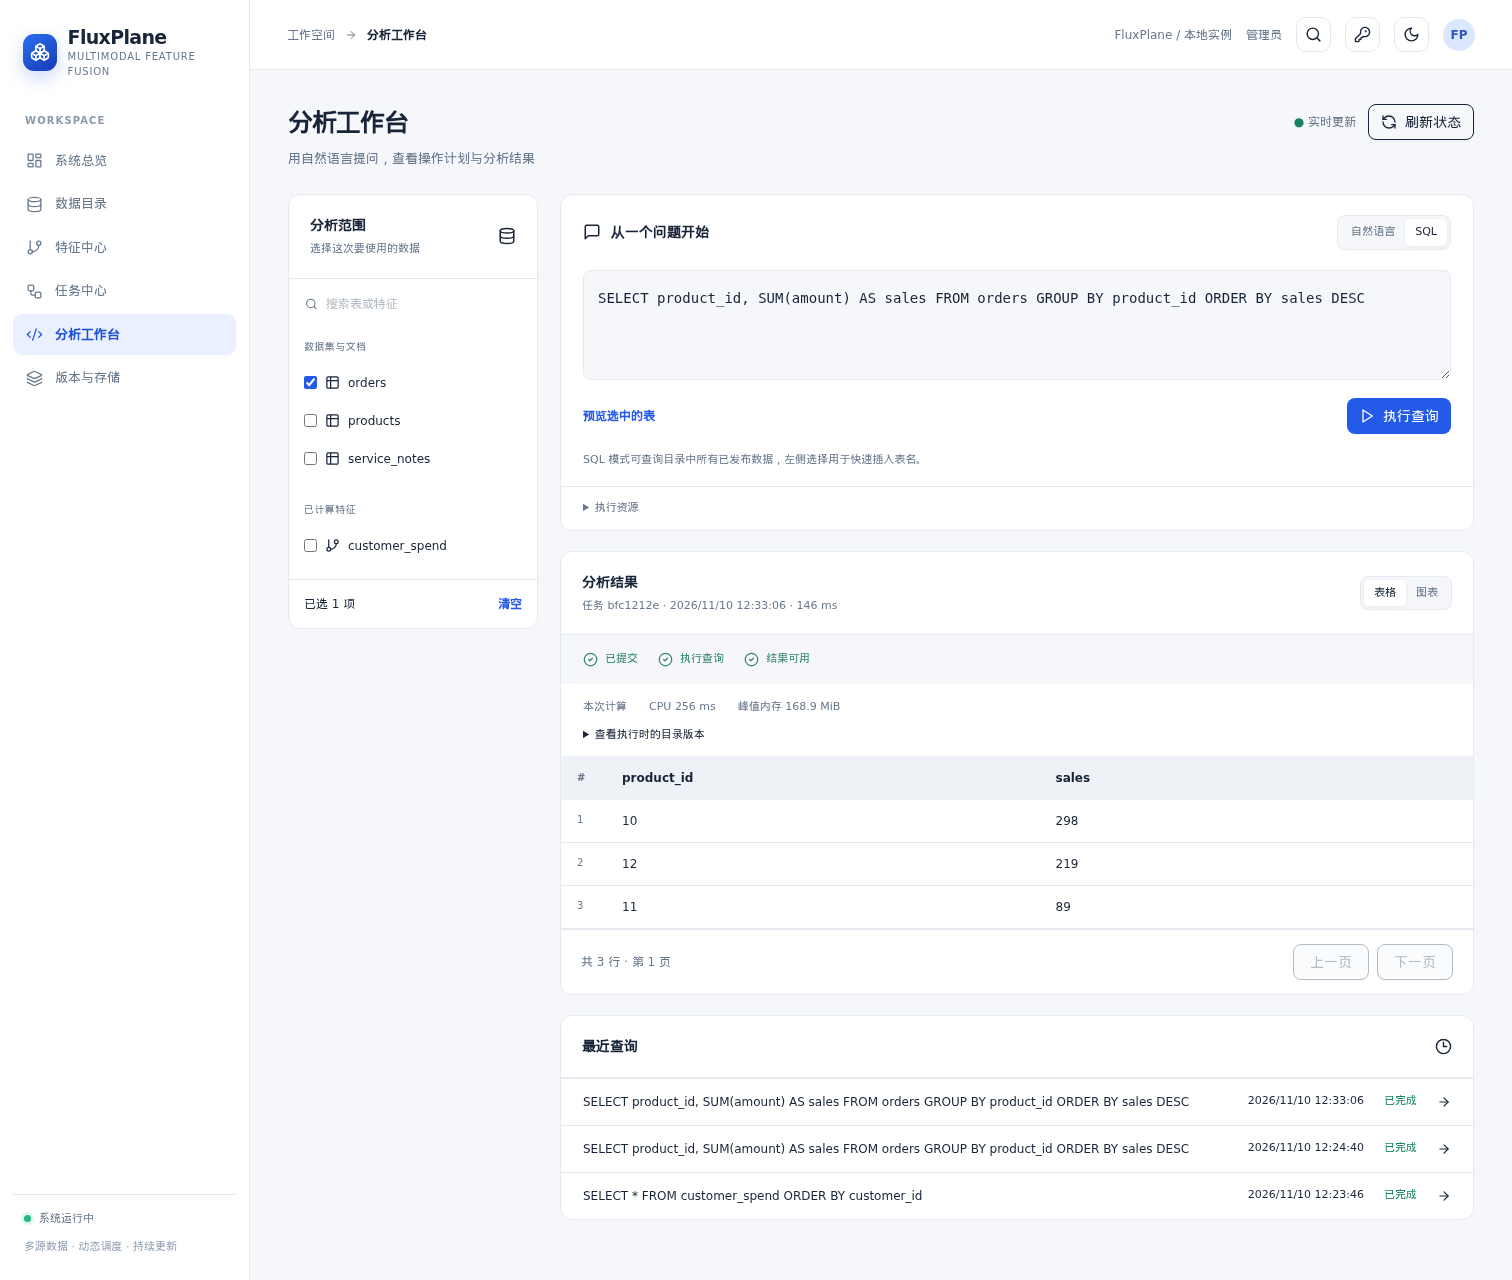 FluxPlane
MULTIMODAL FEATURE
FUSION
WORKSPACE
系统总览
数据目录
特征中心
任务中心
分析工作台
版本与存储
系统运行中
多源数据 · 动态调度 · 持续更新
工作空间 → 分析工作台
FluxPlane / 本地实例 管理员 FP
分析工作台
用自然语言提问，查看操作计划与分析结果
实时更新 刷新状态
分析范围
选择这次要使用的数据
搜索表或特征
数据集与文档
orders
products
service_notes
已计算特征
customer_spend
已选 1 项 清空
从一个问题开始
自然语言 SQL
SELECT product_id, SUM(amount) AS sales FROM orders GROUP BY product_id ORDER BY sales DESC
预览选中的表
执行查询
SQL 模式可查询目录中所有已发布数据，左侧选择用于快速插入表名。
执行资源
分析结果
任务 bfc1212e · 2026/11/10 12:33:06 · 146 ms
表格 图表
已提交 执行查询 结果可用
本次计算 CPU 256 ms 峰值内存 168.9 MiB
查看执行时的目录版本
# product_id sales
1 10 298
2 12 219
3 11 89
共 3 行 · 第 1 页
上一页 下一页
最近查询
SELECT product_id, SUM(amount) AS sales FROM orders GROUP BY product_id ORDER BY sales DESC 2026/11/10 12:33:06 已完成 →
SELECT product_id, SUM(amount) AS sales FROM orders GROUP BY product_id ORDER BY sales DESC 2026/11/10 12:24:40 已完成 →
SELECT * FROM customer_spend ORDER BY customer_id 2026/11/10 12:23:46 已完成 →